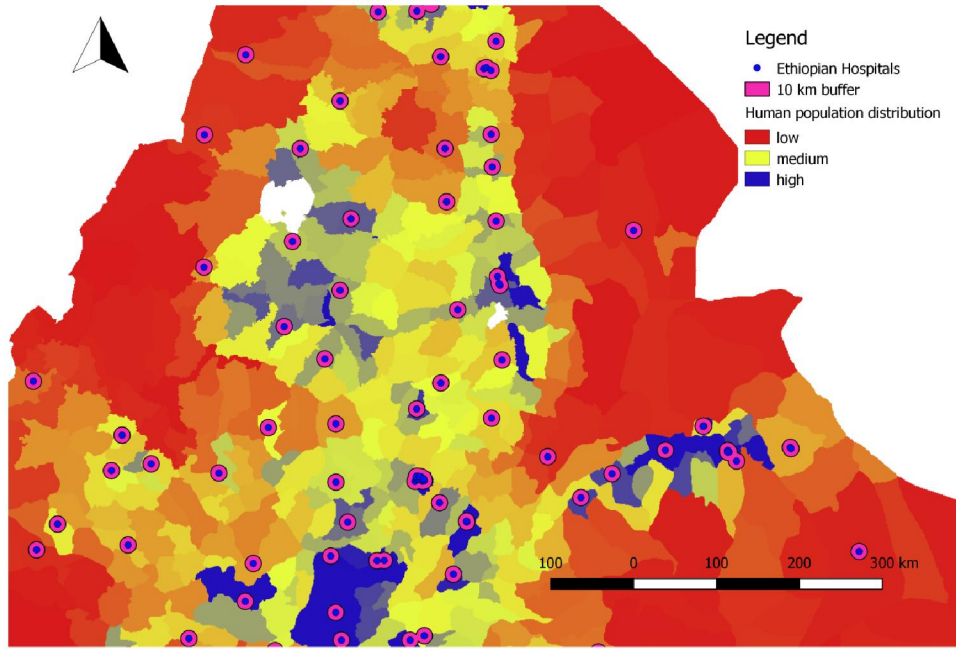 Legend
Ethiopian Hospitals
10 km buffer
Human population distribution
low
medium
high
100 0 100 200 300 km